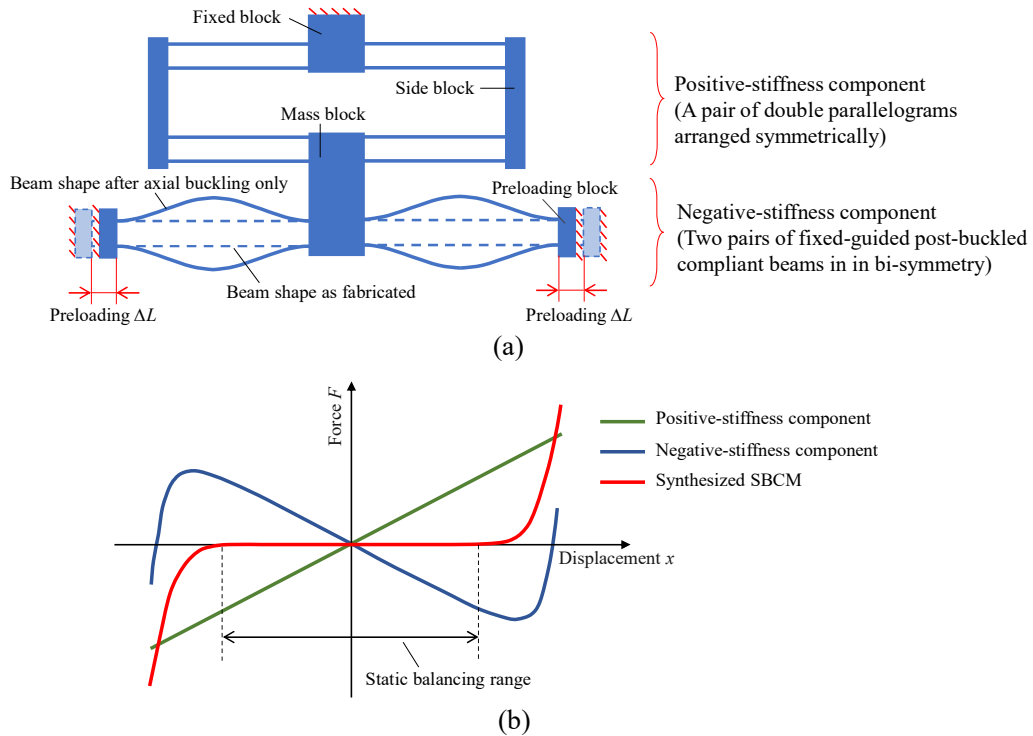 Fixed block
Side block
Mass block
Positive-stiffness component
(A pair of double parallelograms
arranged symmetrically)
Beam shape after axial buckling only
Preloading block
Negative-stiffness component
(Two pairs of fixed-guided post-buckled
compliant beams in in bi-symmetry)
Beam shape as fabricated
Preloading ΔL
Preloading ΔL
(a)
Force F
Positive-stiffness component
Negative-stiffness component
Synthesized SBCM
Displacement x
Static balancing range
(b)